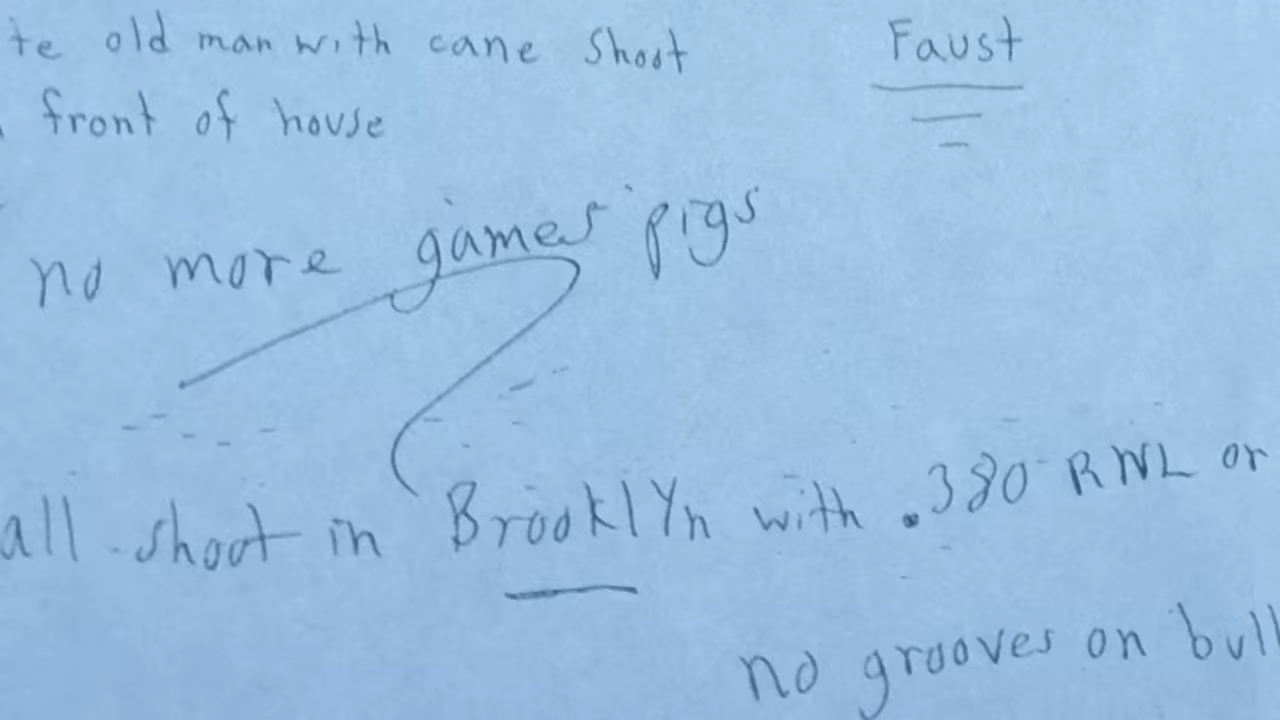 te old man with cane Shoot
Faust
front of house
no more games pigs
all shoot in Brooklyn with .380 RNL or
no grooves on bull